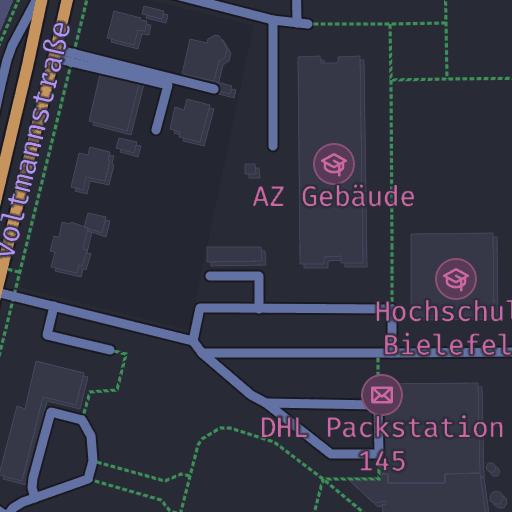 Voltmannstraße
AZ Gebäude
Hochschul
Bielefel
DHL Packstation
145